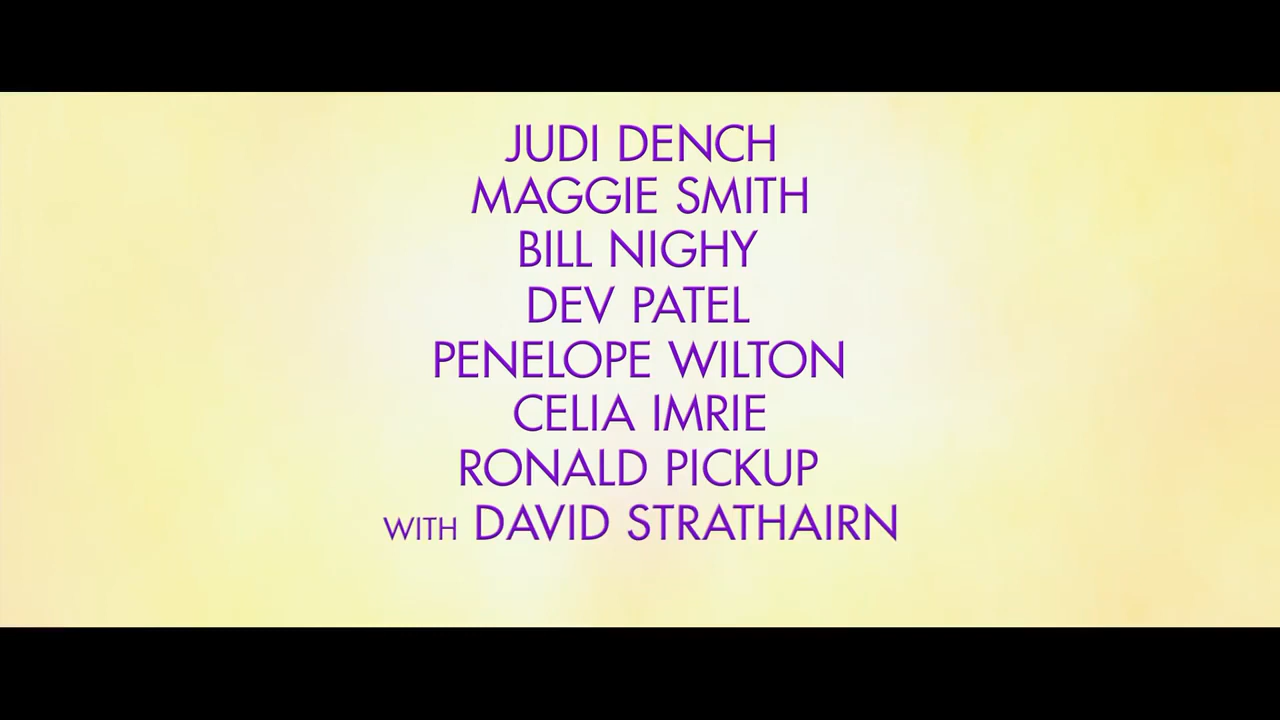 JUDI DENCH
MAGGIE SMITH
BILL NIGHY
DEV PATEL
PENELOPE WILTON
CELIA IMRIE
RONALD PICKUP
WITH DAVID STRATHAIRN